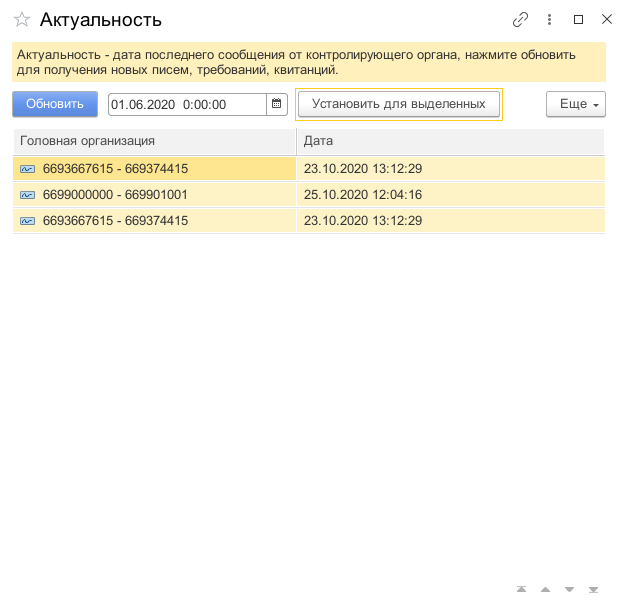 Актуальность
Актуальность - дата последнего сообщения от контролирующего органа, нажмите обновить
для получения новых писем, требований, квитанций.
Обновить 01.06.2020 0:00:00 Установить для выделенных Еще
Головная организация Дата
6693667615 - 669374415 23.10.2020 13:12:29
6699000000 - 669901001 25.10.2020 12:04:16
6693667615 - 669374415 23.10.2020 13:12:29